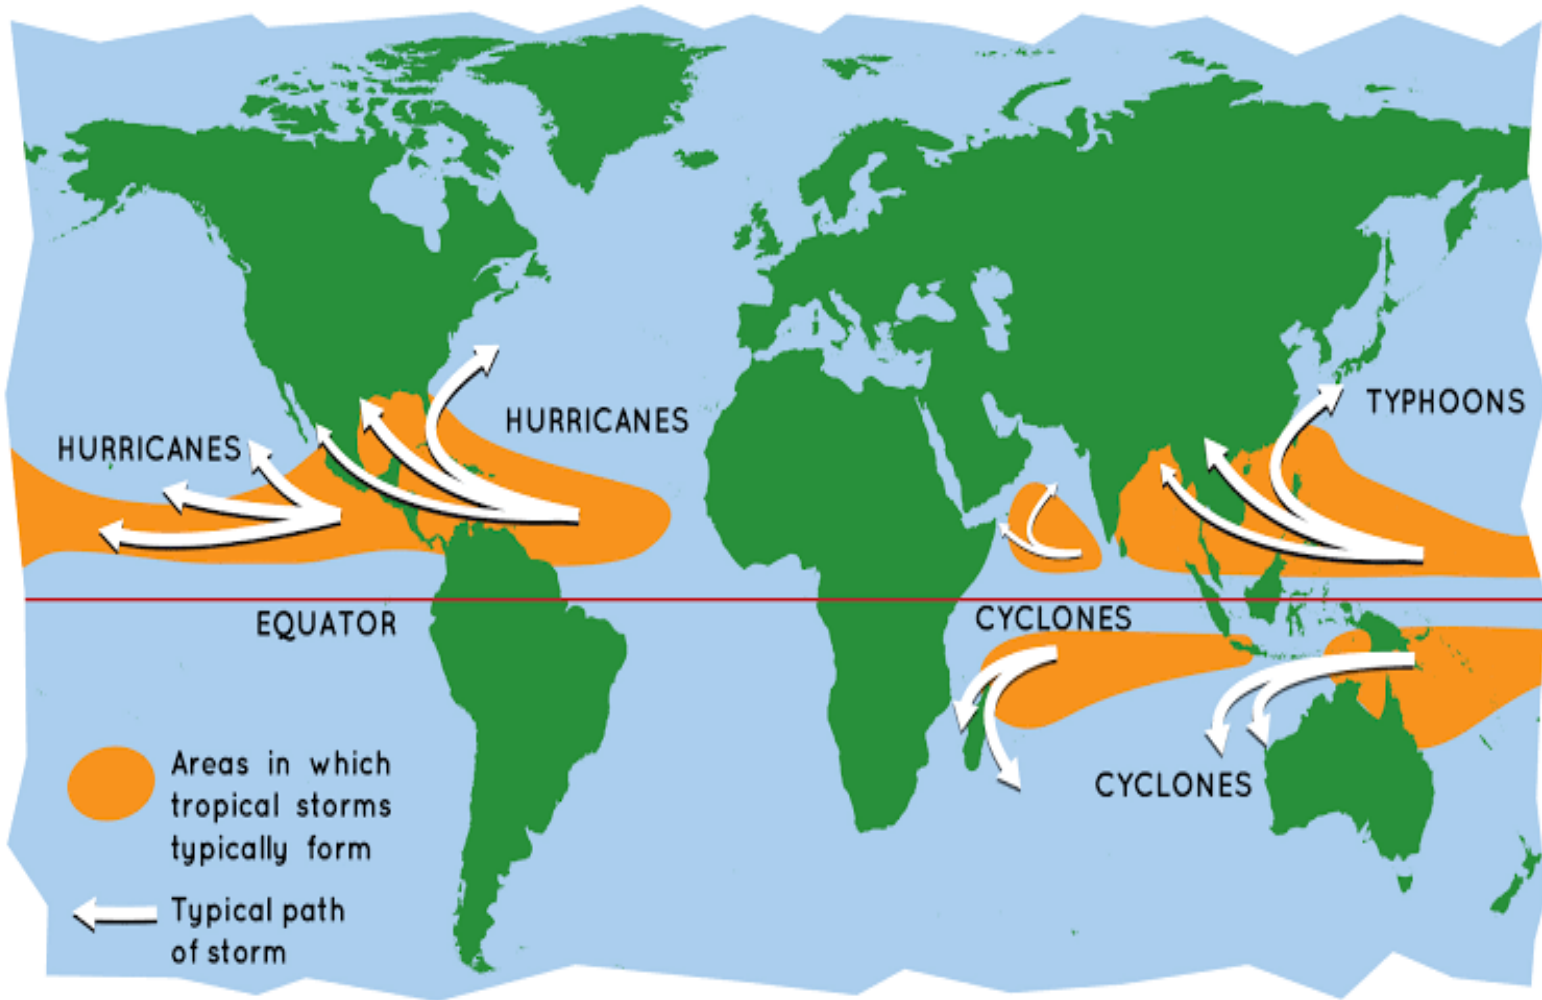 TYPHOONS
HURRICANES
HURRICANES
EQUATOR
CYCLONES
CYCLONES
Areas in which
tropical storms
typically form
Typical path
of storm